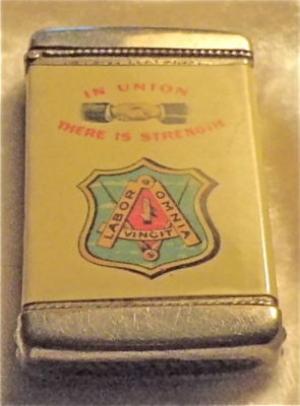 IN UNION
THERE IS STRENGTH
LABOR
OMNIA
VINCIT